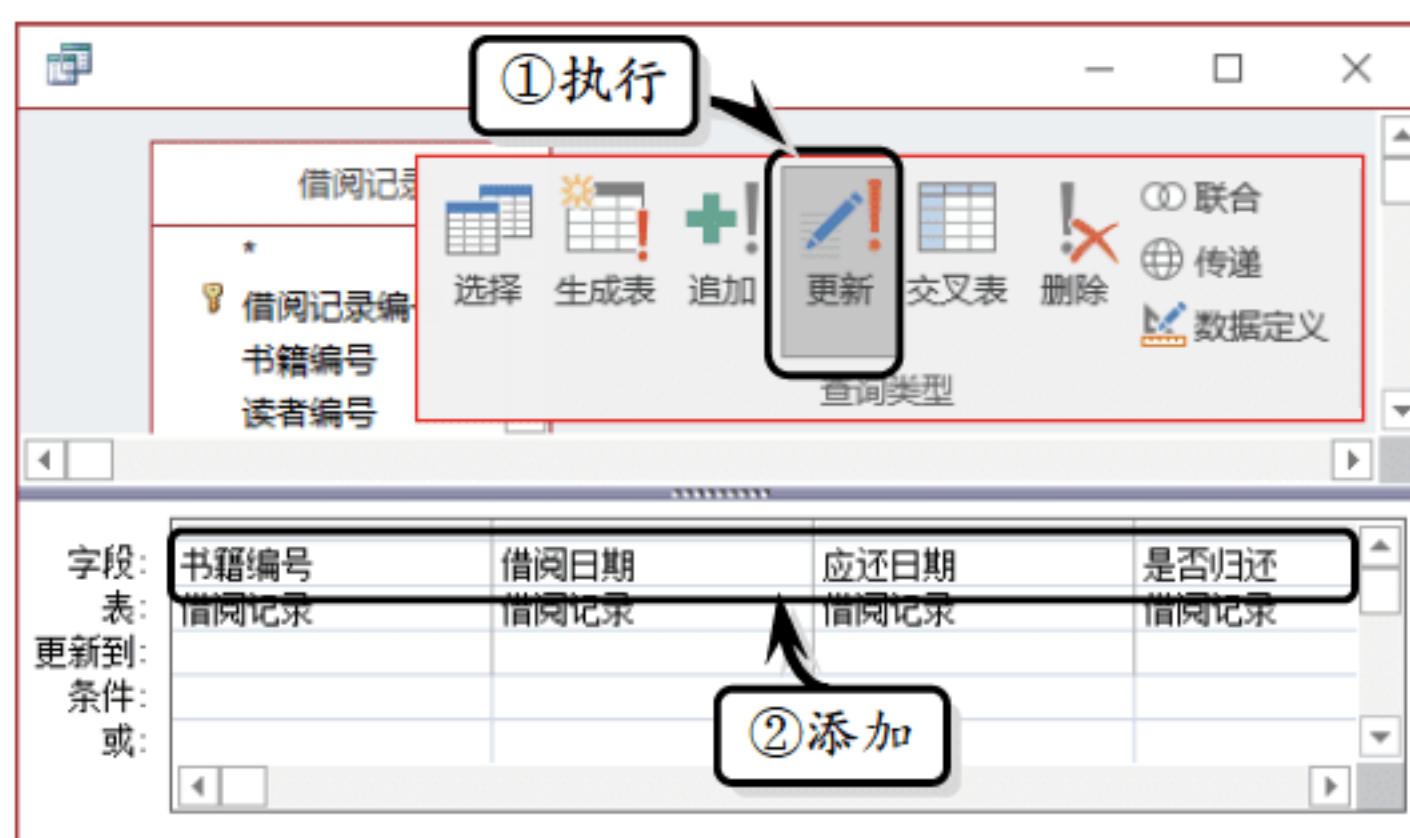 ①执行
借阅记录
选择 生成表 追加 更新 交叉表 删除 联合
传递
数据定义
查询类型
*
借阅记录编号
书籍编号
读者编号
字段: 书籍编号 借阅日期 应还日期 是否归还
表: 借阅记录 借阅记录 借阅记录 借阅记录
更新到:
条件:
或:
②添加